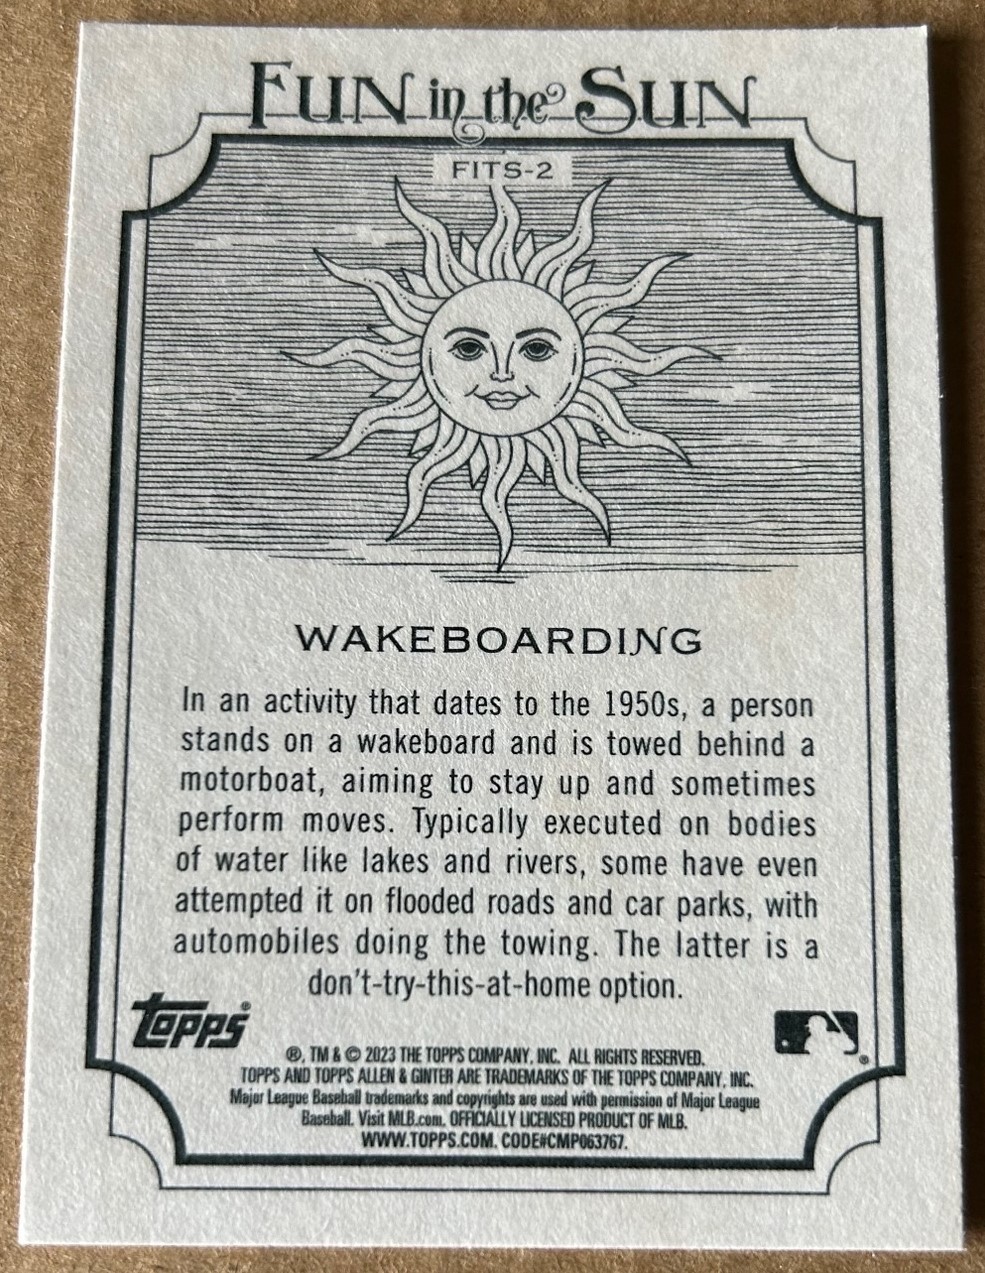 FUN in the SUN
FITS-2
WAKEBOARDING
In an activity that dates to the 1950s, a person
stands on a wakeboard and is towed behind a
motorboat, aiming to stay up and sometimes
perform moves. Typically executed on bodies
of water like lakes and rivers, some have even
attempted it on flooded roads and car parks, with
automobiles doing the towing. The latter is a
don't-try-this-at-home option.
topps®
®
®, TM & © 2023 THE TOPPS COMPANY, INC. ALL RIGHTS RESERVED.
TOPPS AND TOPPS ALLEN & GINTER ARE TRADEMARKS OF THE TOPPS COMPANY, INC.
Major League Baseball trademarks and copyrights are used with permission of Major League
Baseball. Visit MLB.com. OFFICIALLY LICENSED PRODUCT OF MLB.
WWW.TOPPS.COM. CODE#CMP063767.